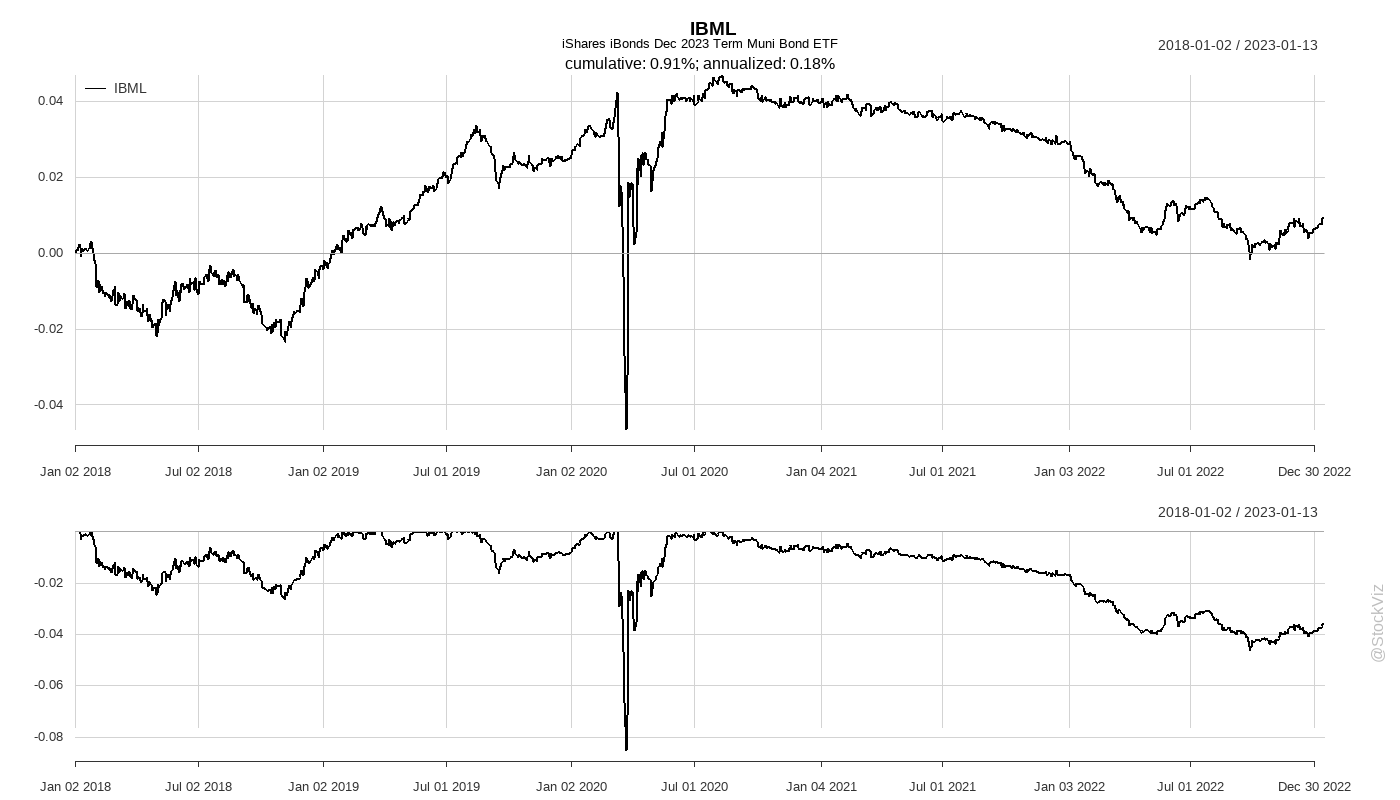 IBML
iShares iBonds Dec 2023 Term Muni Bond ETF
cumulative: 0.91%; annualized: 0.18%
2018-01-02 / 2023-01-13
IBML
0.04
0.02
0.00
-0.02
-0.04
Jan 02 2018 Jul 02 2018 Jan 02 2019 Jul 01 2019 Jan 02 2020 Jul 01 2020 Jan 04 2021 Jul 01 2021 Jan 03 2022 Jul 01 2022 Dec 30 2022
2018-01-02 / 2023-01-13
-0.02
-0.04
-0.06
-0.08
Jan 02 2018 Jul 02 2018 Jan 02 2019 Jul 01 2019 Jan 02 2020 Jul 01 2020 Jan 04 2021 Jul 01 2021 Jan 03 2022 Jul 01 2022 Dec 30 2022
@StockViz